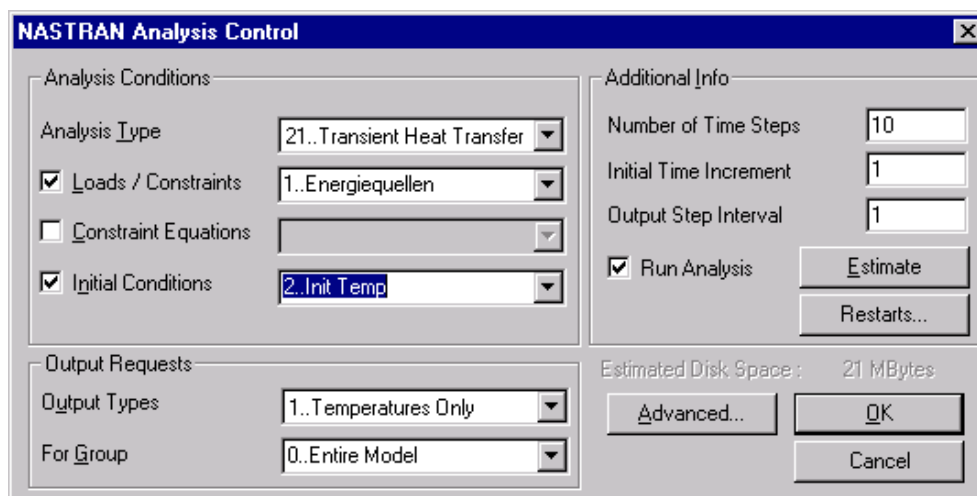 NASTRAN Analysis Control
Analysis Conditions
Analysis Type
21..Transient Heat Transfer
Loads / Constraints
1..Energiequellen
Constraint Equations
Initial Conditions
2..Init Temp
Additional Info
Number of Time Steps
10
Initial Time Increment
1
Output Step Interval
1
Run Analysis
Estimate
Restarts...
Output Requests
Output Types
1..Temperatures Only
For Group
0..Entire Model
Estimated Disk Space :
21 MBytes
Advanced...
OK
Cancel